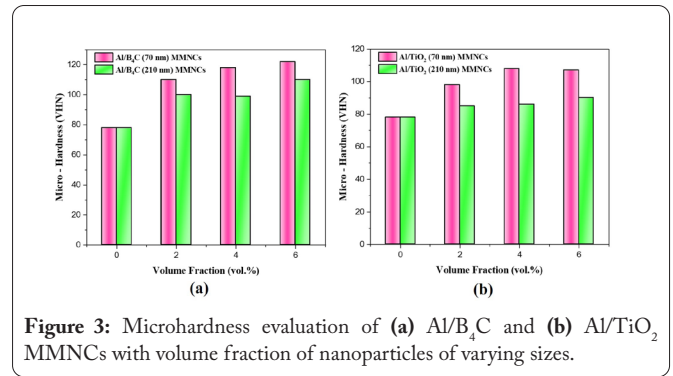 Al/B₄C (70 nm) MMNCs
Al/B₄C (210 nm) MMNCs
Micro - Hardness (VHN)
120
100
80
60
40
20
0
0 2 4 6
Volume Fraction (vol.%)
(a)
Al/TiO₂ (70 nm) MMNCs
Al/TiO₂ (210 nm) MMNCs
Micro - Hardness (VHN)
120
100
80
60
40
20
0
0 2 4 6
Volume Fraction (vol.%)
(b)
Figure 3: Microhardness evaluation of (a) Al/B₄C and (b) Al/TiO₂
MMNCs with volume fraction of nanoparticles of varying sizes.